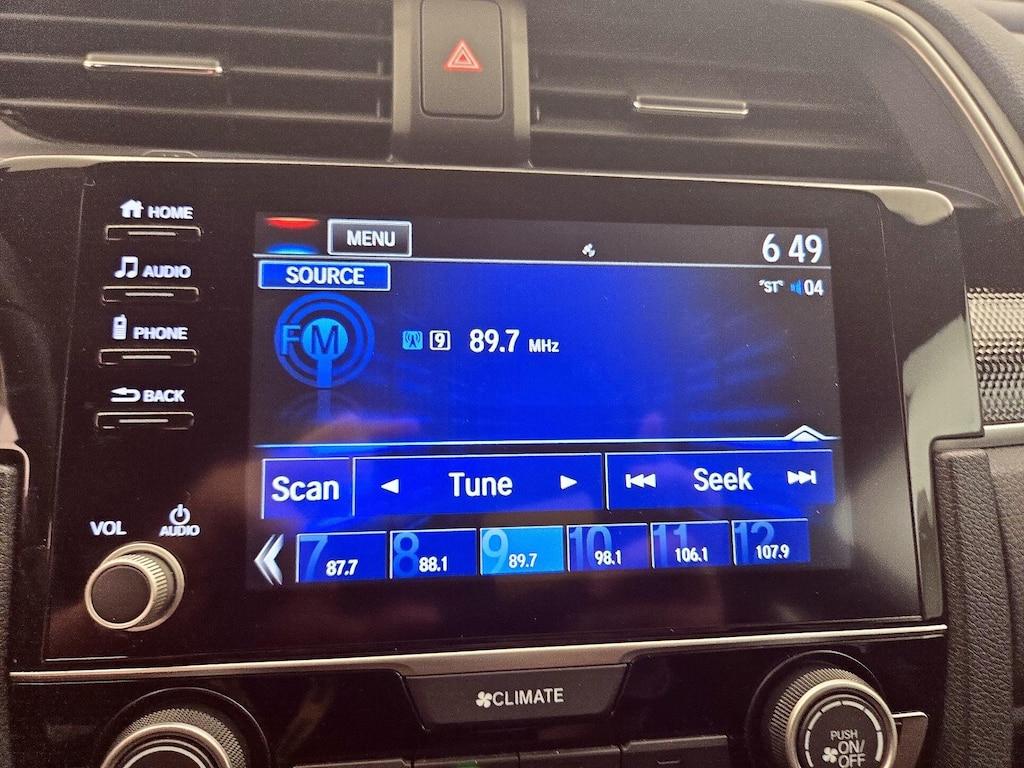 HOME
MENU
6 49
AUDIO
SOURCE
"ST" 04
FM
9 89.7 MHz
PHONE
BACK
Scan Tune Seek
VOL AUDIO
7 87.7
8 88.1
9 89.7
10 98.1
11 106.1
12 107.9
CLIMATE
PUSH
ON/
OFF